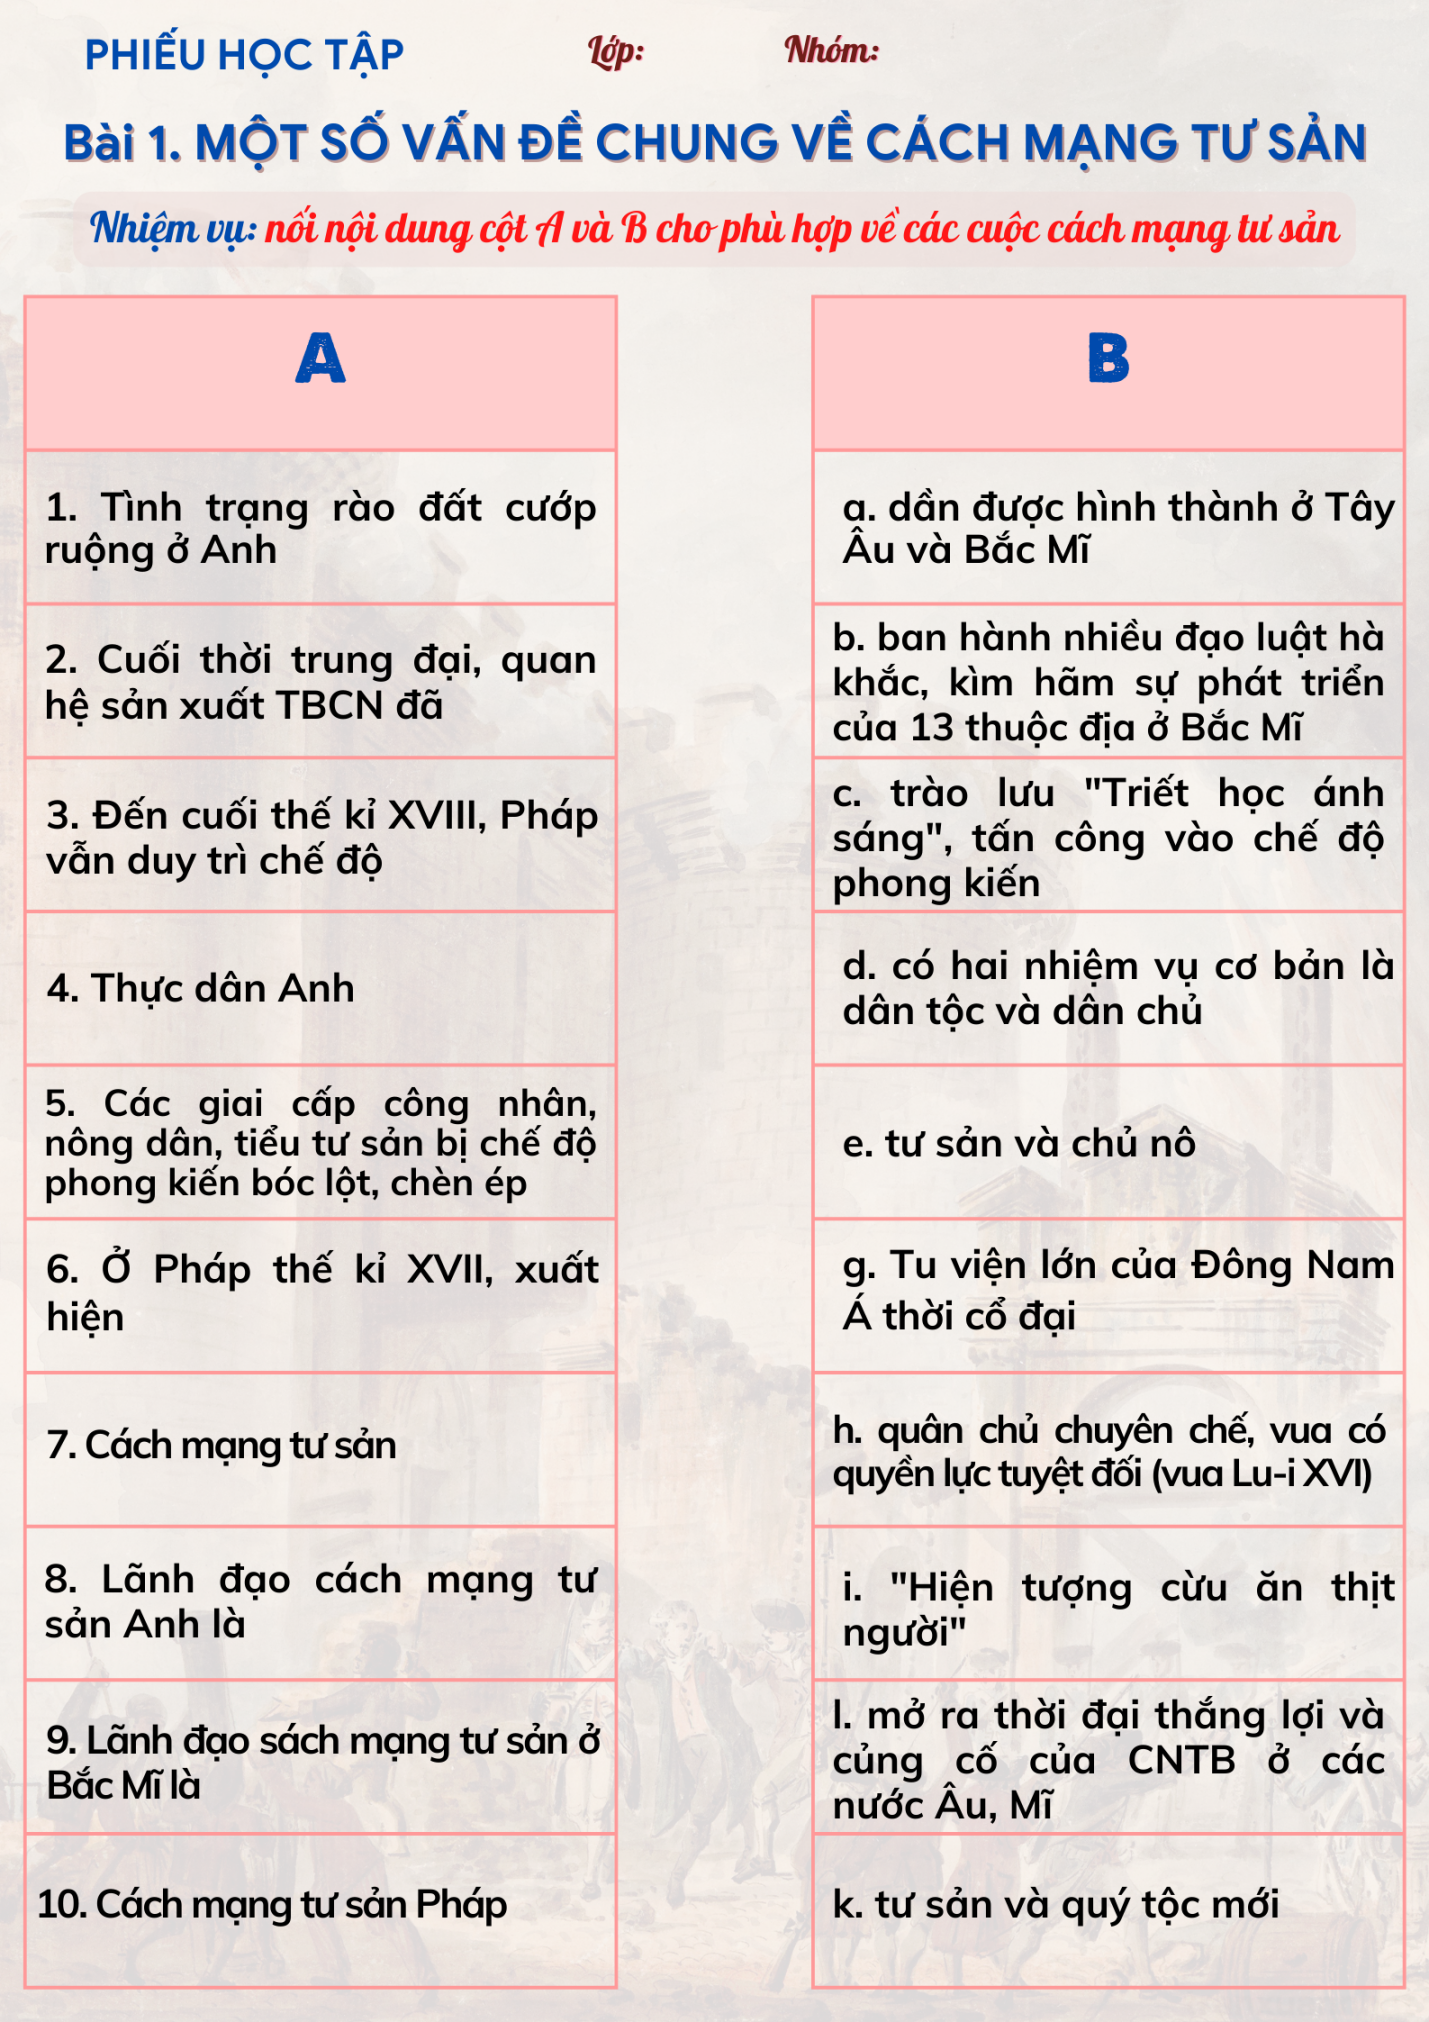 PHIẾU HỌC TẬP
Lớp:
Nhóm:
Bài 1. MỘT SỐ VẤN ĐỀ CHUNG VỀ CÁCH MẠNG TƯ SẢN
Nhiệm vụ: nối nội dung cột A và B cho phù hợp về các cuộc cách mạng tư sản
A
1. Tình trạng rào đất cướp
ruộng ở Anh
2. Cuối thời trung đại, quan
hệ sản xuất TBCN đã
3. Đến cuối thế kỉ XVIII, Pháp
vẫn duy trì chế độ
4. Thực dân Anh
5. Các giai cấp công nhân,
nông dân, tiểu tư sản bị chế độ
phong kiến bóc lột, chèn ép
6. Ở Pháp thế kỉ XVII, xuất
hiện
7. Cách mạng tư sản
8. Lãnh đạo cách mạng tư
sản Anh là
9. Lãnh đạo sách mạng tư sản ở
Bắc Mĩ là
10. Cách mạng tư sản Pháp
B
a. dần được hình thành ở Tây
Âu và Bắc Mĩ
b. ban hành nhiều đạo luật hà
khắc, kìm hãm sự phát triển
của 13 thuộc địa ở Bắc Mĩ
c. trào lưu "Triết học ánh
sáng", tấn công vào chế độ
phong kiến
d. có hai nhiệm vụ cơ bản là
dân tộc và dân chủ
e. tư sản và chủ nô
g. Tu viện lớn của Đông Nam
Á thời cổ đại
h. quân chủ chuyên chế, vua có
quyền lực tuyệt đối (vua Lu-i XVI)
i. "Hiện tượng cừu ăn thịt
người"
l. mở ra thời đại thắng lợi và
củng cố của CNTB ở các
nước Âu, Mĩ
k. tư sản và quý tộc mới